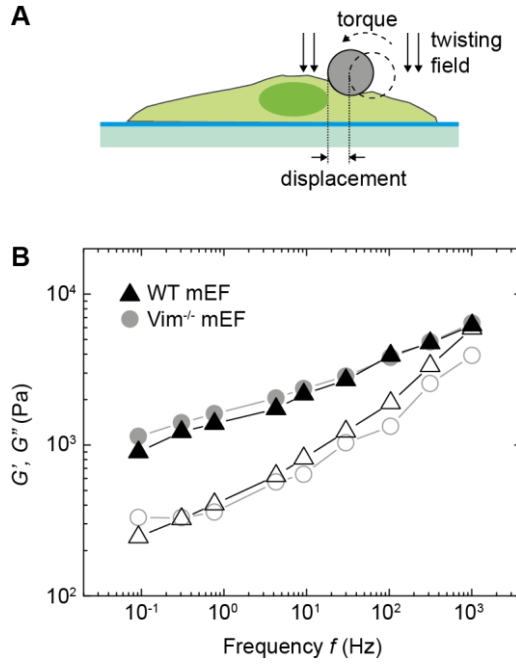 A
torque
twisting
field
displacement
B
WT mEF
Vim-/- mEF
G', G" (Pa)
10⁴
10³
10²
10⁻¹ 10⁰ 10¹ 10² 10³
Frequency f (Hz)